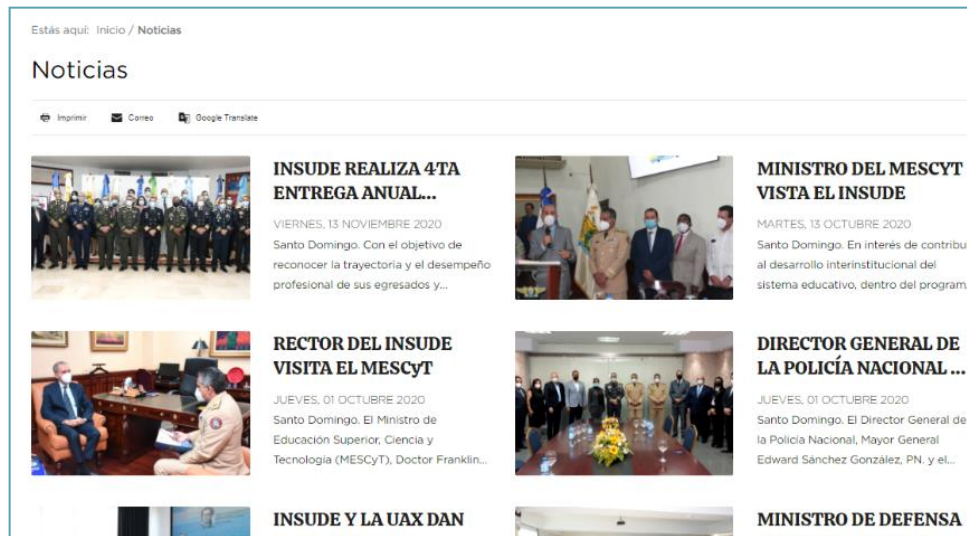 Estás aquí: Inicio / Noticias
Noticias
Imprimir Correo Google Translate
INSUDE REALIZA 4TA
ENTREGA ANUAL...
VIERNES, 13 NOVIEMBRE 2020
Santo Domingo. Con el objetivo de
reconocer la trayectoria y el desempeño
profesional de sus egresados y...
MINISTRO DEL MESCYT
VISTA EL INSUDE
MARTES, 13 OCTUBRE 2020
Santo Domingo. En interés de contribu
al desarrollo interinstitucional del
sistema educativo, dentro del program
RECTOR DEL INSUDE
VISITA EL MESCyT
JUEVES, 01 OCTUBRE 2020
Santo Domingo. El Ministro de
Educación Superior, Ciencia y
Tecnología (MESCyT), Doctor Franklin...
DIRECTOR GENERAL DE
LA POLICÍA NACIONAL ...
JUEVES, 01 OCTUBRE 2020
Santo Domingo. El Director General de
la Policía Nacional, Mayor General
Edward Sánchez González, PN. y el...
INSUDE Y LA UAX DAN
MINISTRO DE DEFENSA